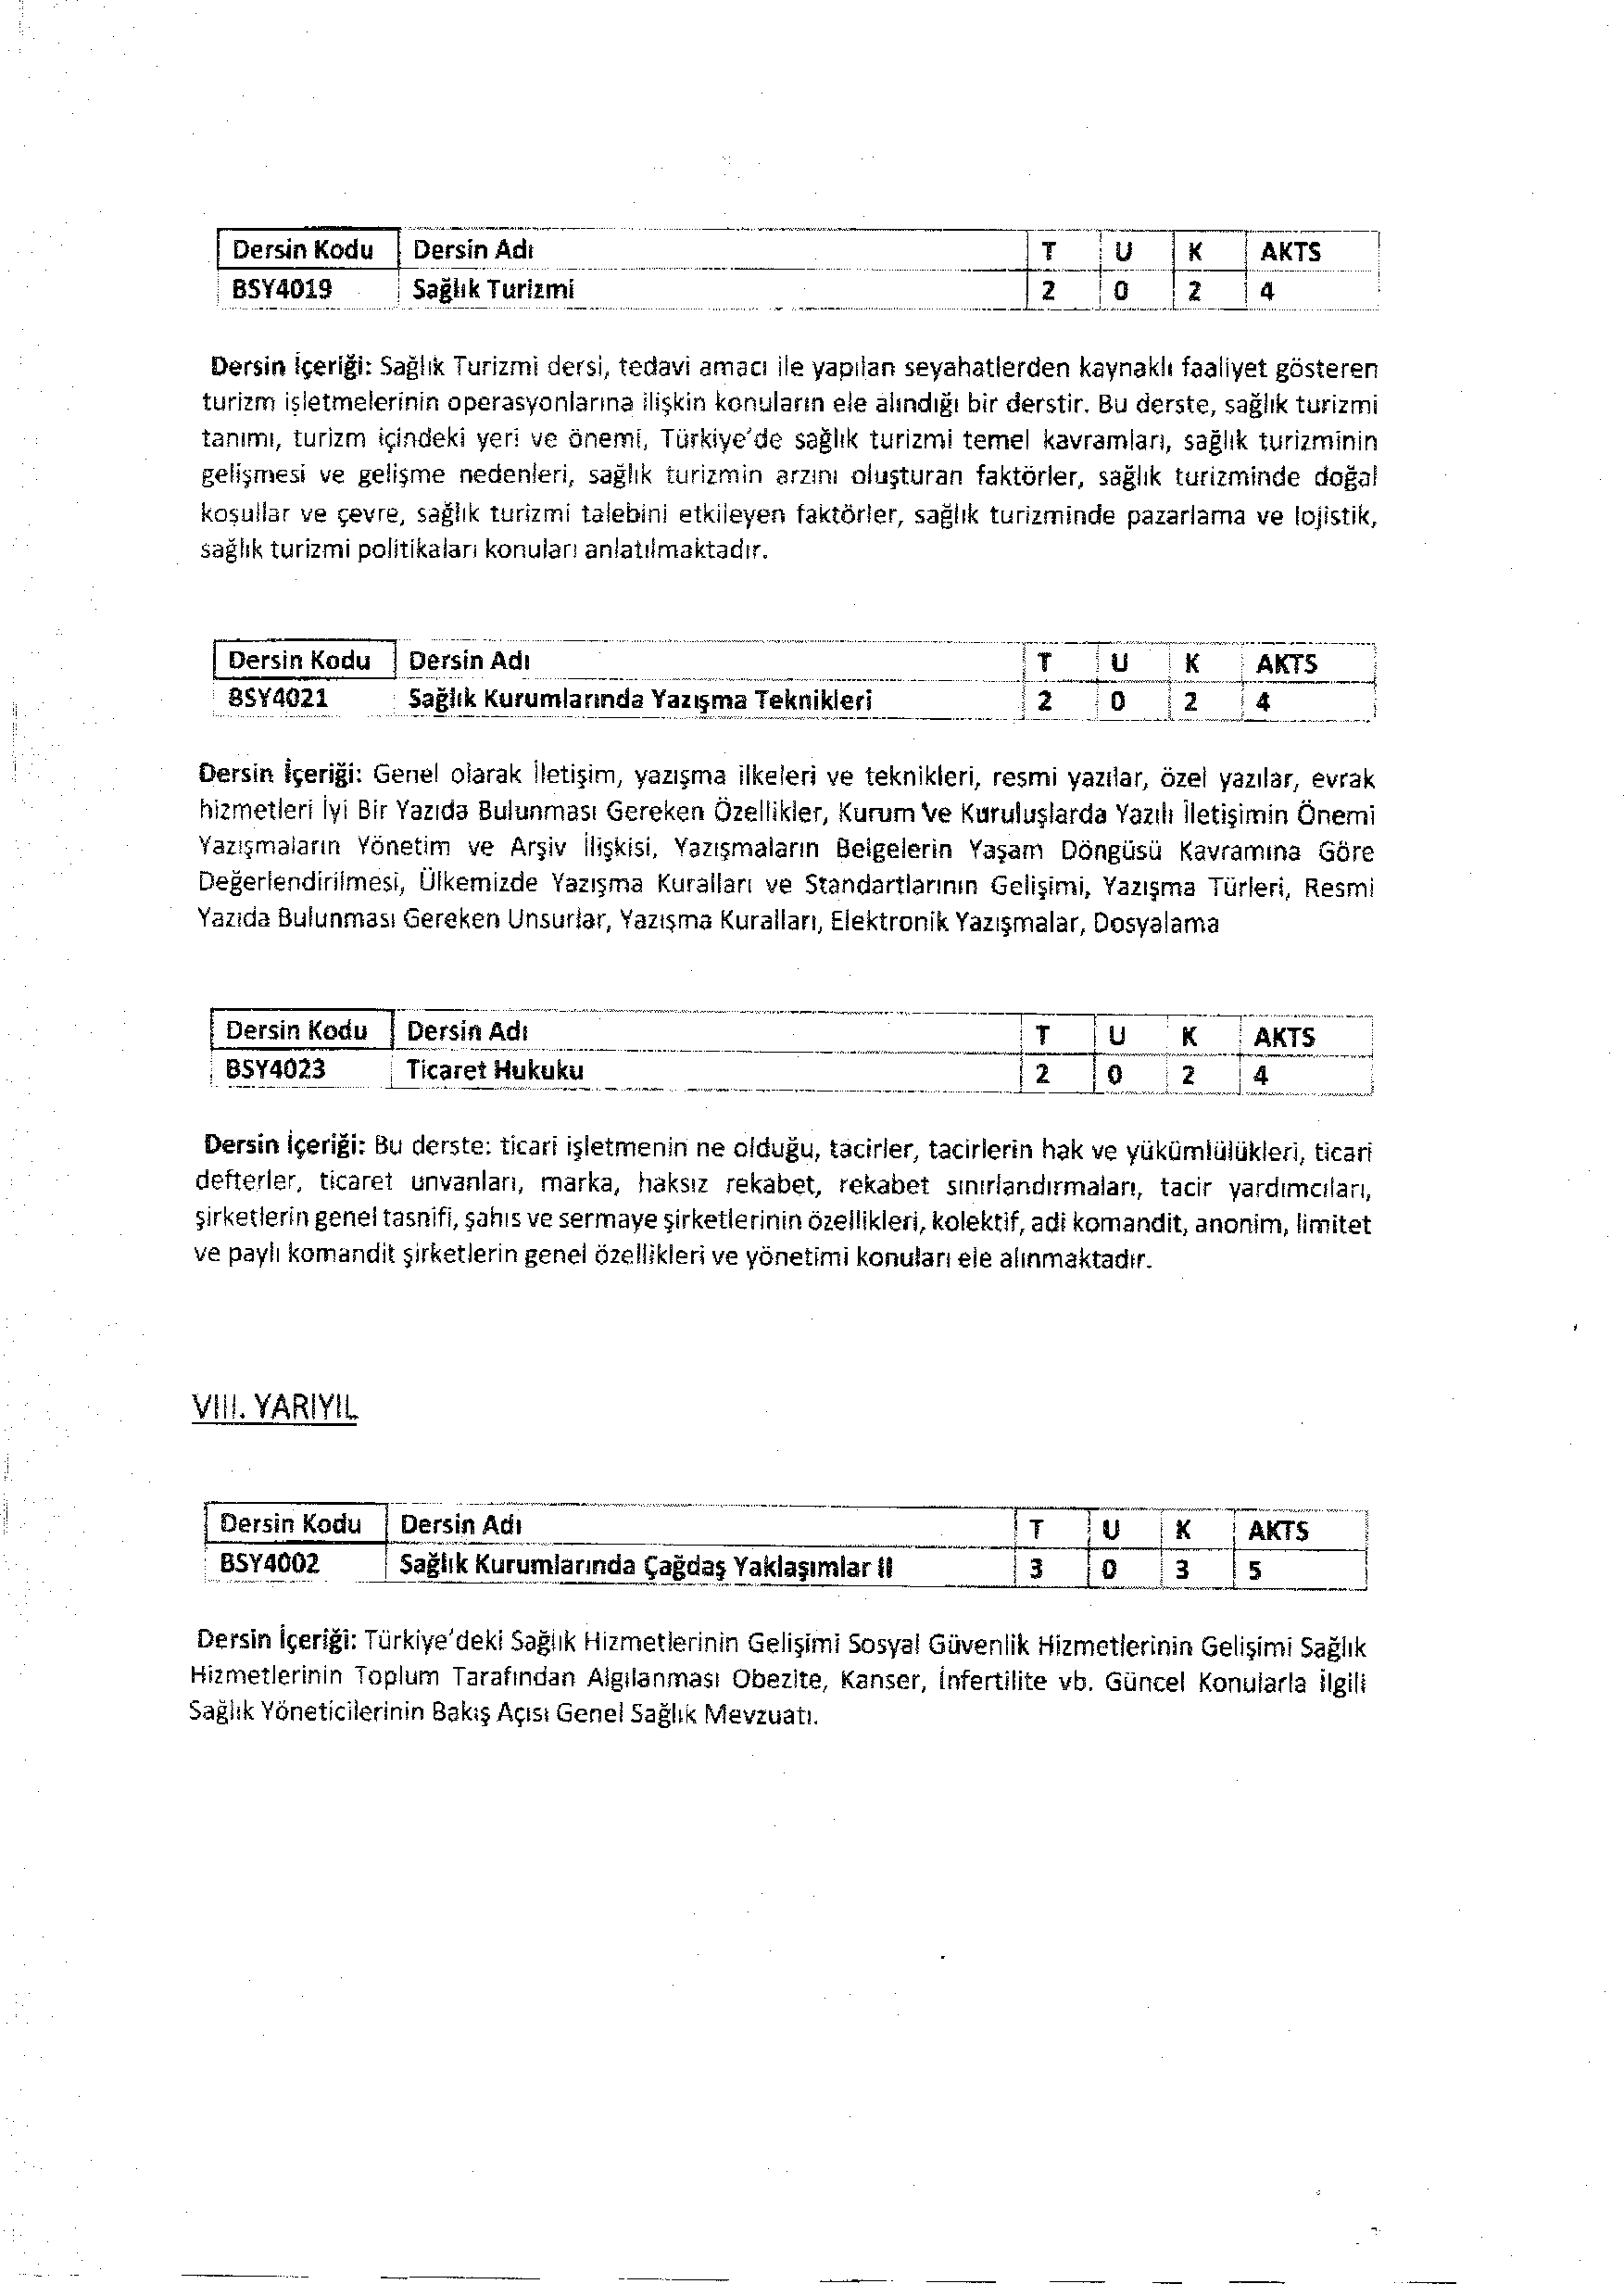 Dersin Kodu Dersin Adı T U K AKTS
BSY4019 Sağlık Turizmi 2 0 2 4
Dersin İçeriği: Sağlık Turizmi dersi, tedavi amacı ile yapılan seyahatlerden kaynaklı faaliyet gösteren
turizm işletmelerinin operasyonlarına ilişkin konuların ele alındığı bir derstir. Bu derste, sağlık turizmi
tanımı, turizm içindeki yeri ve önemi, Türkiye'de sağlık turizmi temel kavramları, sağlık turizminin
gelişmesi ve gelişme nedenleri, sağlık turizmin arzını oluşturan faktörler, sağlık turizminde doğal
koşullar ve çevre, sağlık turizmi talebini etkileyen faktörler, sağlık turizminde pazarlama ve lojistik,
sağlık turizmi politikaları konuları anlatılmaktadır.
Dersin Kodu Dersin Adı T U K AKTS
BSY4021 Sağlık Kurumlarında Yazışma Teknikleri 2 0 2 4
Dersin İçeriği: Genel olarak İletişim, yazışma ilkeleri ve teknikleri, resmi yazılar, özel yazılar, evrak
hizmetleri İyi Bir Yazıda Bulunması Gereken Özellikler, Kurum Ve Kuruluşlarda Yazılı İletişimin Önemi
Yazışmaların Yönetim ve Arşiv İlişkisi, Yazışmaların Belgelerin Yaşam Döngüsü Kavramına Göre
Değerlendirilmesi, Ülkemizde Yazışma Kuralları ve Standartlarının Gelişimi, Yazışma Türleri, Resmi
Yazıda Bulunması Gereken Unsurlar, Yazışma Kuralları, Elektronik Yazışmalar, Dosyalama
Dersin Kodu Dersin Adı T U K AKTS
BSY4023 Ticaret Hukuku 2 0 2 4
Dersin İçeriği: Bu derste: ticari işletmenin ne olduğu, tacirler, tacirlerin hak ve yükümlülükleri, ticari
defterler, ticaret unvanları, marka, haksız rekabet, rekabet sınırlandırmaları, tacir yardımcıları,
şirketlerin genel tasnifi, şahıs ve sermaye şirketlerinin özellikleri, kolektif, adi komandit, anonim, limitet
ve paylı komandit şirketlerin genel özellikleri ve yönetimi konuları ele alınmaktadır.
VIII. YARIYIL
Dersin Kodu Dersin Adı T U K AKTS
BSY4002 Sağlık Kurumlarında Çağdaş Yaklaşımlar II 3 0 3 5
Dersin İçeriği: Türkiye'deki Sağlık Hizmetlerinin Gelişimi Sosyal Güvenlik Hizmetlerinin Gelişimi Sağlık
Hizmetlerinin Toplum Tarafından Algılanması Obezite, Kanser, İnfertilite vb. Güncel Konularla İlgili
Sağlık Yöneticilerinin Bakış Açısı Genel Sağlık Mevzuatı.